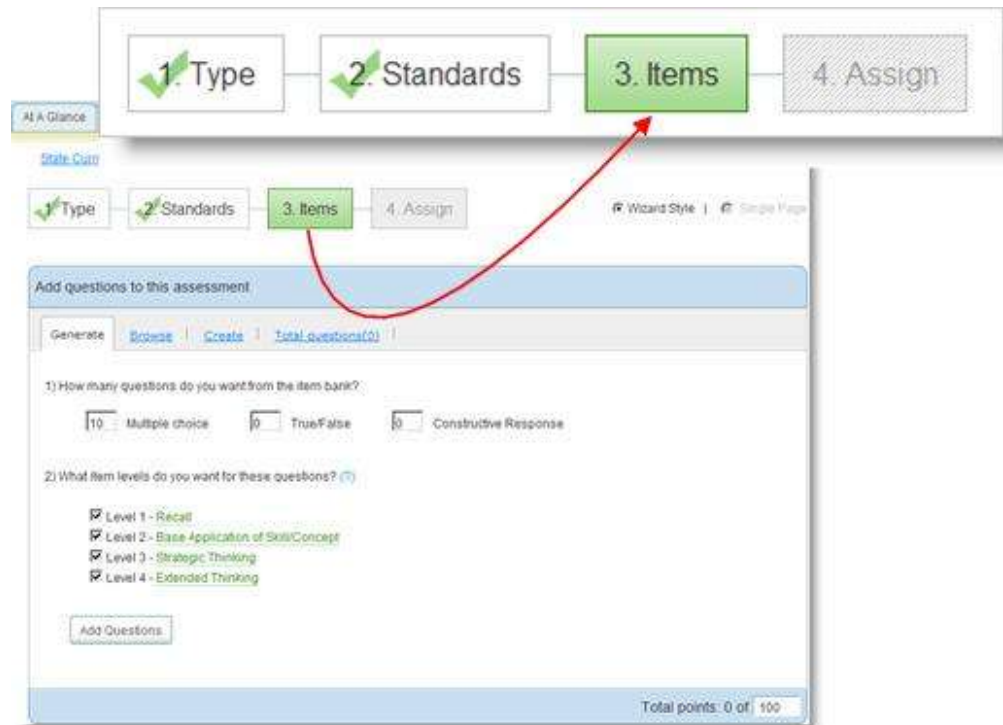 1. Type 2. Standards 3. Items 4. Assign
At A Glance
State Curr
1. Type 2. Standards 3. Items 4. Assign Wizard Style | Single Page
Add questions to this assessment
Generate Browse | Create | Total questions(0) |
1) How many questions do you want from the item bank?
10 Multiple choice 0 True/False 0 Constructive Response
2) What item levels do you want for these questions? (?)
Level 1 - Recall
Level 2 - Base Application of Skill/Concept
Level 3 - Strategic Thinking
Level 4 - Extended Thinking
Add Questions
Total points: 0 of 100